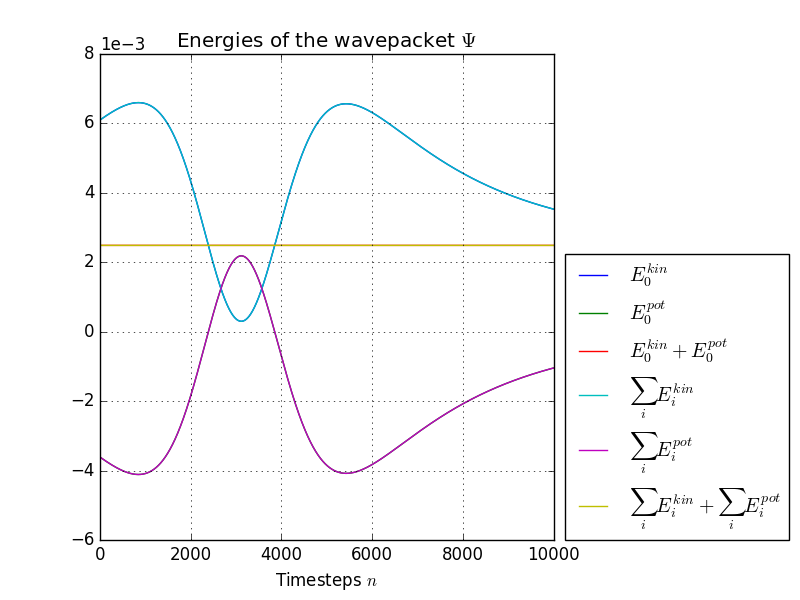 Energies of the wavepacket Ψ
1e−3
8
6
4
2
0
−2
−4
−6
0 2000 4000 6000 8000 10000
Timesteps n
E_0^{kin}
E_0^{pot}
E_0^{kin} + E_0^{pot}
∑_i E_i^{kin}
∑_i E_i^{pot}
∑_i E_i^{kin} + ∑_i E_i^{pot}